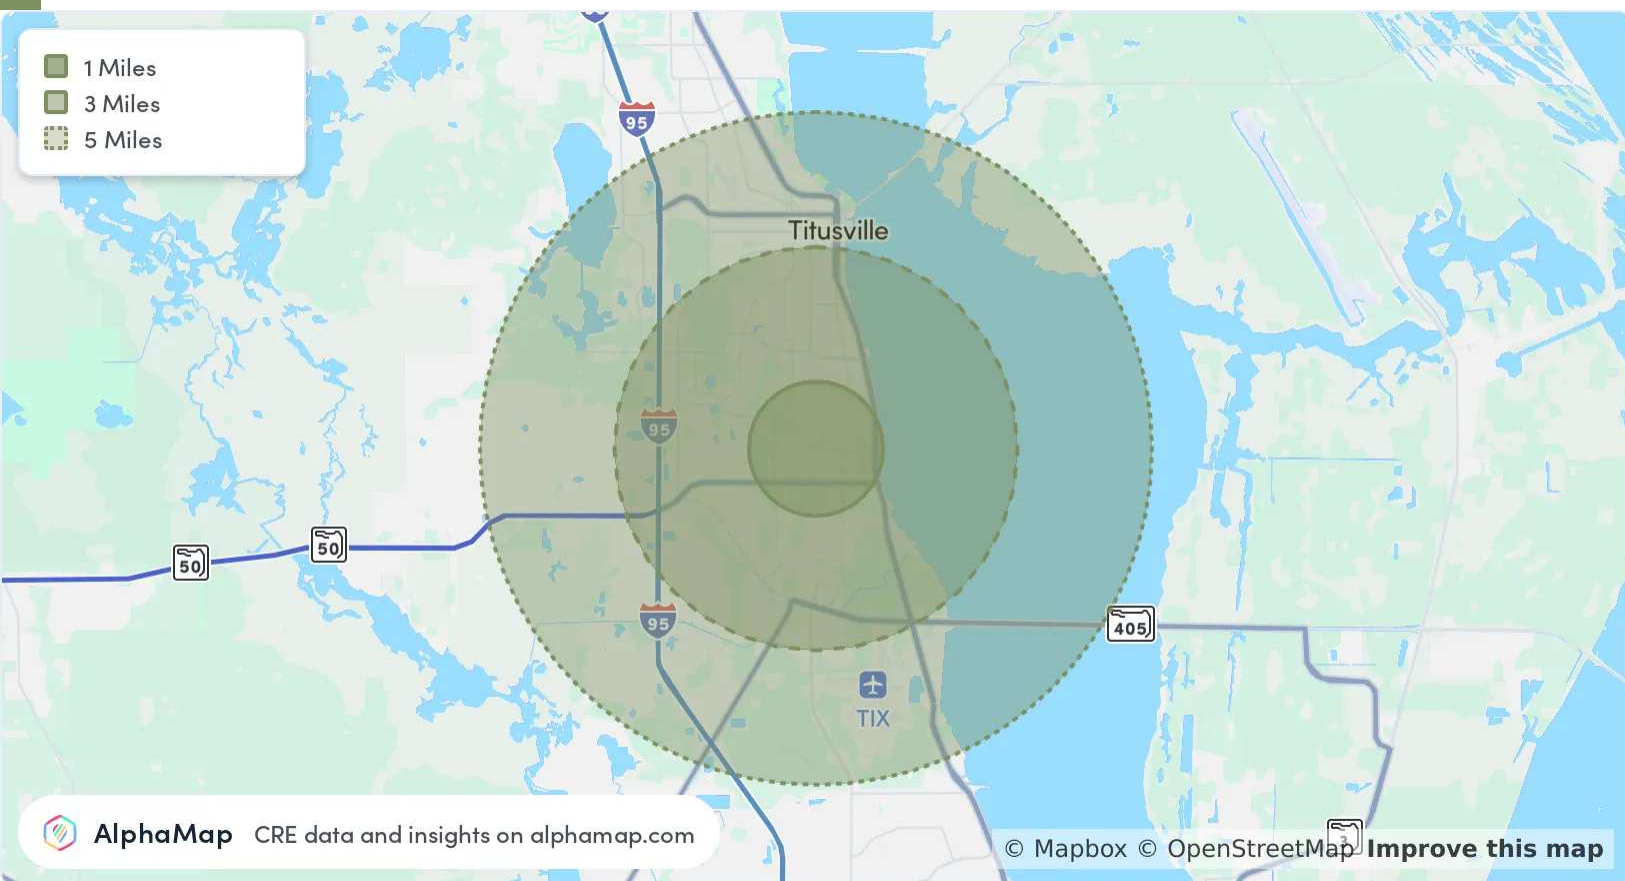 1 Miles
3 Miles
5 Miles
95
Titusville
95
50
50
95
405
TIX
3
AlphaMap CRE data and insights on alphamap.com
© Mapbox © OpenStreetMap Improve this map